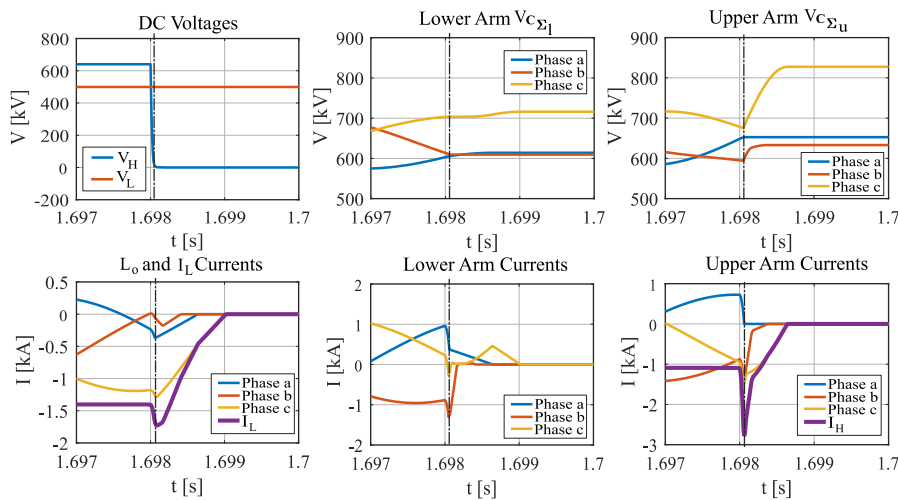 DC Voltages
V [kV]
800
600
400
200
0
-200
V_H
V_L
1.697 1.698 1.699 1.7
t [s]
Lower Arm Vc_Σ_l
V [kV]
900
800
700
600
500
Phase a
Phase b
Phase c
1.697 1.698 1.699 1.7
t [s]
Upper Arm Vc_Σ_u
V [kV]
900
800
700
600
500
Phase a
Phase b
Phase c
1.697 1.698 1.699 1.7
t [s]
L_o and I_L Currents
I [kA]
0.5
0
-0.5
-1
-1.5
-2
Phase a
Phase b
Phase c
I_L
1.697 1.698 1.699 1.7
t [s]
Lower Arm Currents
I [kA]
2
1
0
-1
-2
Phase a
Phase b
Phase c
1.697 1.698 1.699 1.7
t [s]
Upper Arm Currents
I [kA]
1
0
-1
-2
-3
Phase a
Phase b
Phase c
I_H
1.697 1.698 1.699 1.7
t [s]